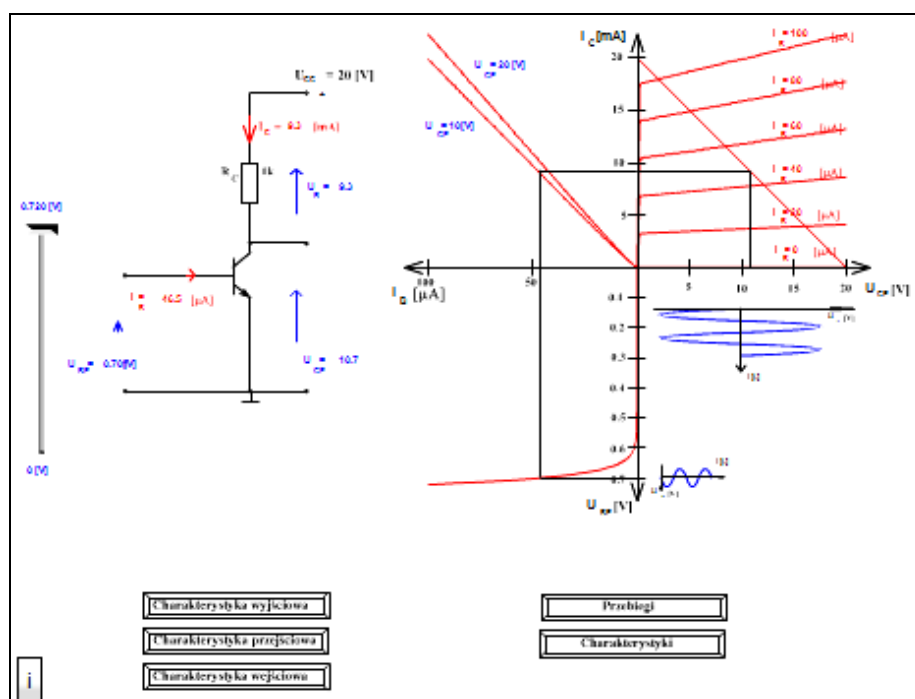 U_CC = 20 [V]
I_C = 9.3 [mA]
R_C 1k
U_R = 9.3
0.720 [V]
I_B = 46.5 [μA]
U_BE = 0.70[V]
U_CE = 10.7
0 [V]
I_C [mA]
20
15
10
5
U_CE = 20 [V]
U_CE = 10[V]
I_B = 100 [μA]
I_B = 80 [μA]
I_B = 60 [μA]
I_B = 40 [μA]
I_B = 20 [μA]
I_B = 0 [μA]
100
50
I_B [μA]
5
10
15
20
U_CE [V]
0.1
0.2
0.3
0.4
0.5
0.6
0.7
U_BE [V]
t[s]
t[s]
Charakterystyka wyjściowa
Charakterystyka przejściowa
Charakterystyka wejściowa
Przebiegi
Charakterystyki
i